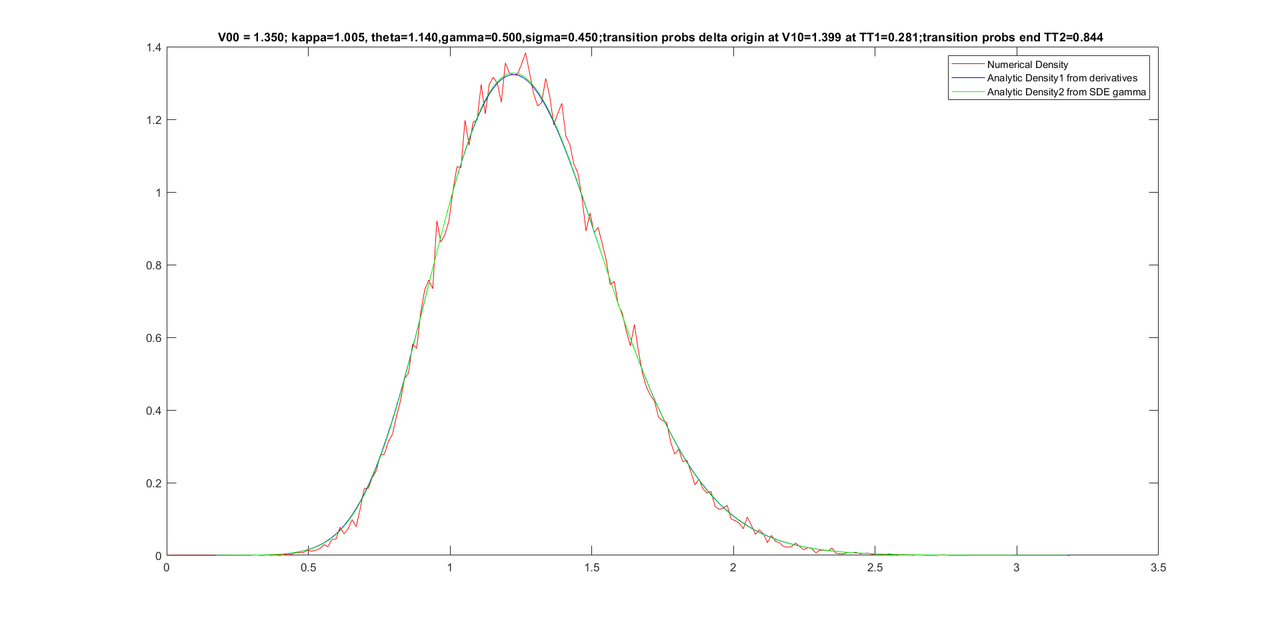 V00 = 1.350; kappa=1.005, theta=1.140,gamma=0.500,sigma=0.450;transition probs delta origin at V10=1.399 at TT1=0.281;transition probs end TT2=0.844
Numerical Density
Analytic Density1 from derivatives
Analytic Density2 from SDE gamma
1.4
1.2
1
0.8
0.6
0.4
0.2
0
0 0.5 1 1.5 2 2.5 3 3.5